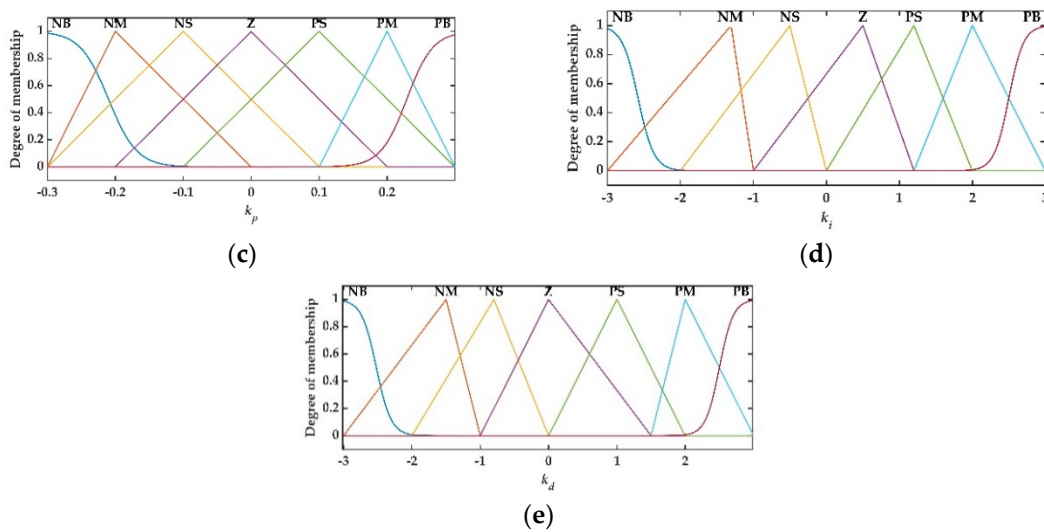 NB NM NS Z PS PM PB
1
0.8
0.6
0.4
0.2
0
Degree of membership
-0.3 -0.2 -0.1 0 0.1 0.2
k_p
(c)
NB NM NS Z PS PM PB
1
0.8
0.6
0.4
0.2
0
Degree of membership
-3 -2 -1 0 1 2 3
k_i
(d)
NB NM NS Z PS PM PB
1
0.8
0.6
0.4
0.2
0
Degree of membership
-3 -2 -1 0 1 2
k_d
(e)